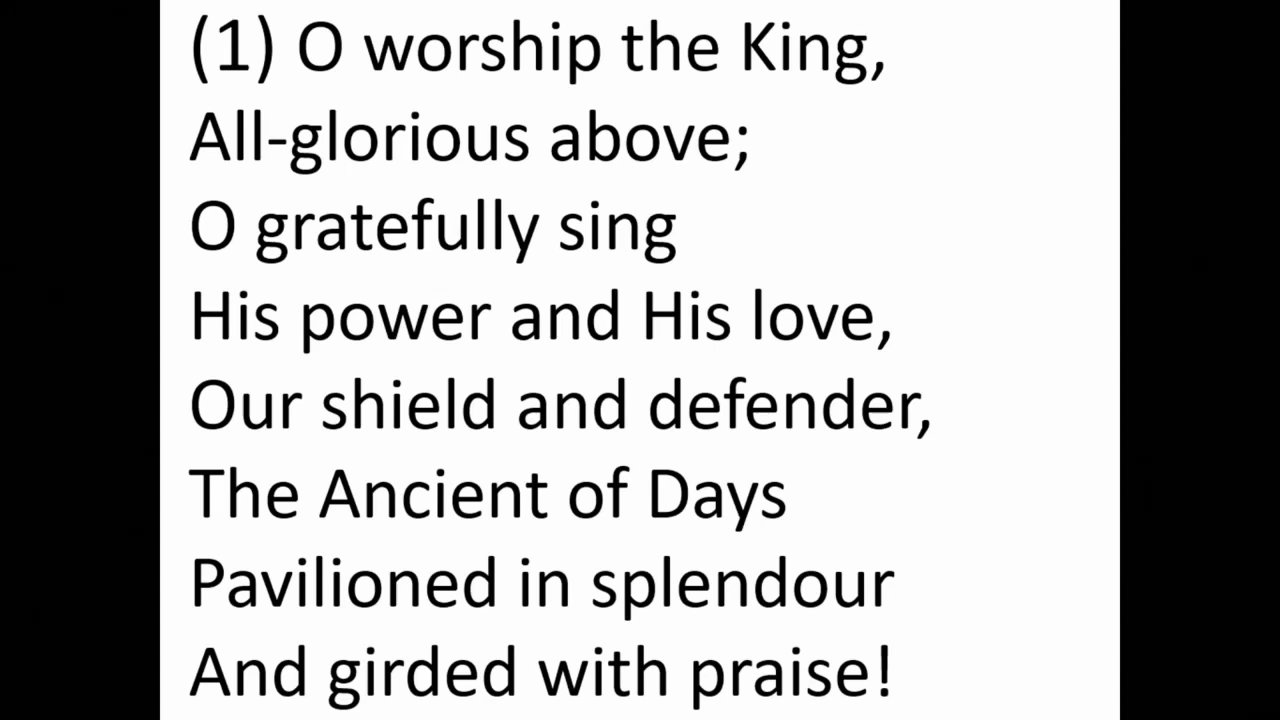 (1) O worship the King,
All-glorious above;
O gratefully sing
His power and His love,
Our shield and defender,
The Ancient of Days
Pavilioned in splendour
And girded with praise!